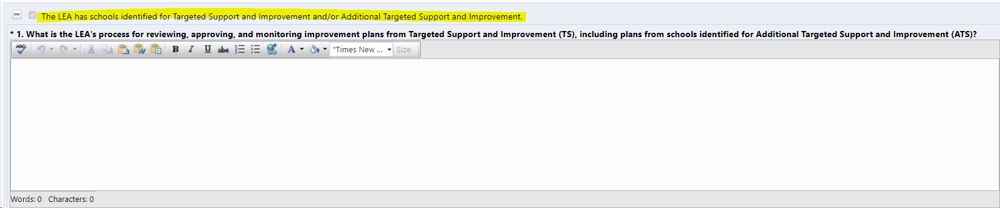 The LEA has schools identified for Targeted Support and Improvement and/or Additional Targeted Support and Improvement.
* 1. What is the LEA's process for reviewing, approving, and monitoring improvement plans from Targeted Support and Improvement (TS), including plans from schools identified for Additional Targeted Support and Improvement (ATS)?
ABC B I U abc A "Times New ... Size
Words: 0 Characters: 0